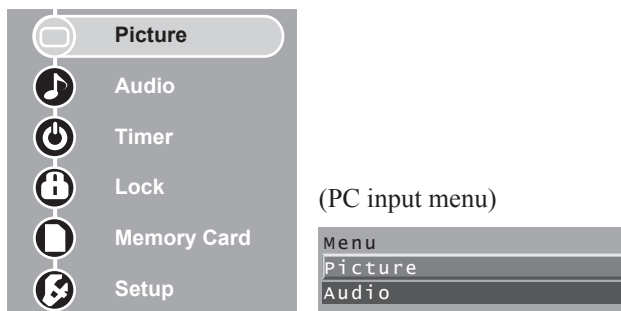 Picture
Audio
Timer
Lock
Memory Card
Setup
(PC input menu)
Menu
Picture
Audio